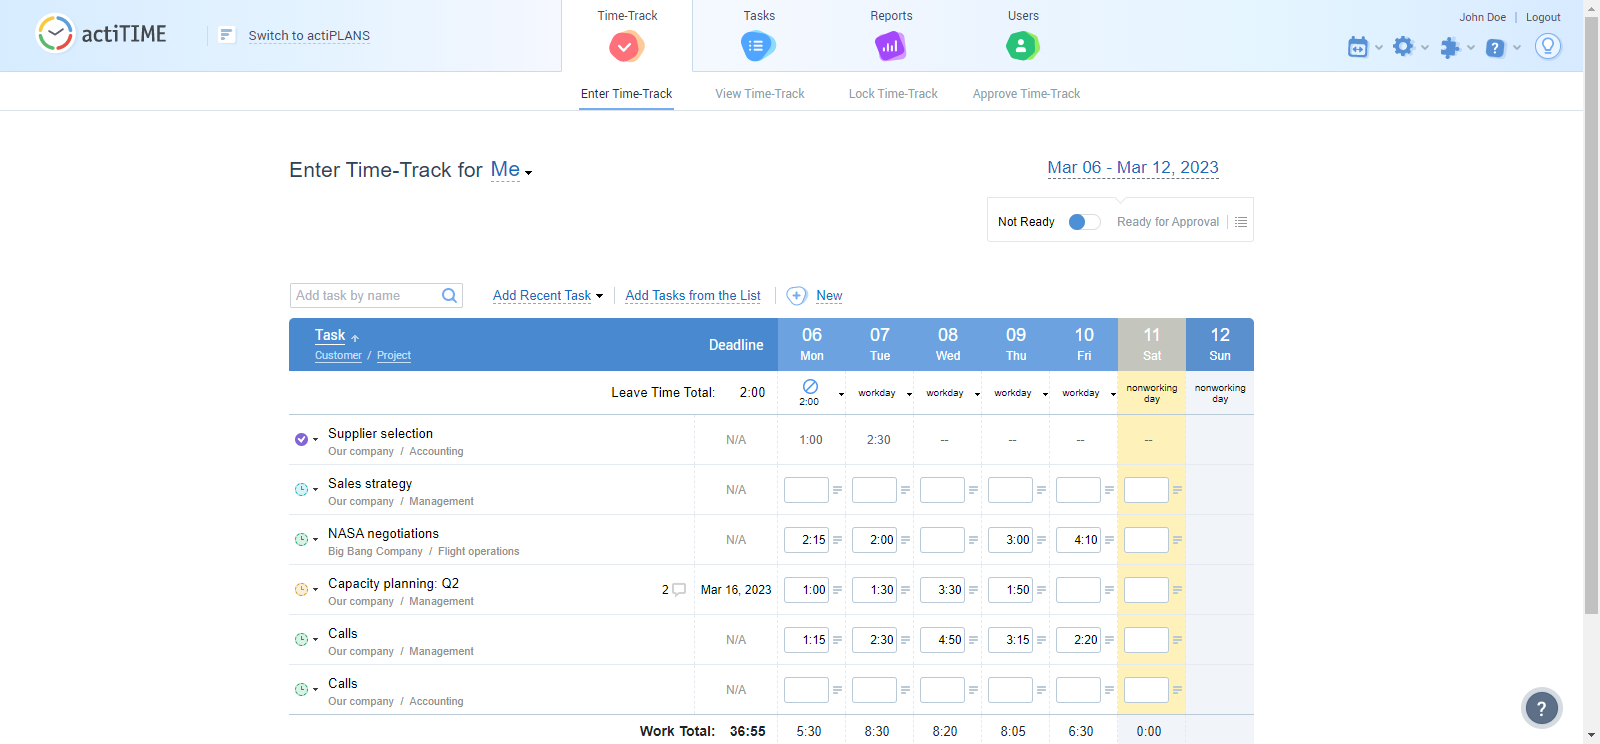 actiTIME
Switch to actiPLANS
Time-Track Tasks Reports Users
John Doe | Logout
Enter Time-Track View Time-Track Lock Time-Track Approve Time-Track
Enter Time-Track for Me
Mar 06 - Mar 12, 2023
Not Ready Ready for Approval
Add task by name Add Recent Task Add Tasks from the List New
Task Deadline 06 07 08 09 10 11 12
Customer / Project Mon Tue Wed Thu Fri Sat Sun
Leave Time Total: 2:00 2:00 workday workday workday workday nonworking day nonworking day
Supplier selection N/A 1:00 2:30 -- -- -- --
Our company / Accounting
Sales strategy N/A
Our company / Management
NASA negotiations N/A 2:15 2:00 3:00 4:10
Big Bang Company / Flight operations
Capacity planning: Q2 2 Mar 16, 2023 1:00 1:30 3:30 1:50
Our company / Management
Calls N/A 1:15 2:30 4:50 3:15 2:20
Our company / Management
Calls N/A
Our company / Accounting
Work Total: 36:55 5:30 8:30 8:20 8:05 6:30 0:00
?